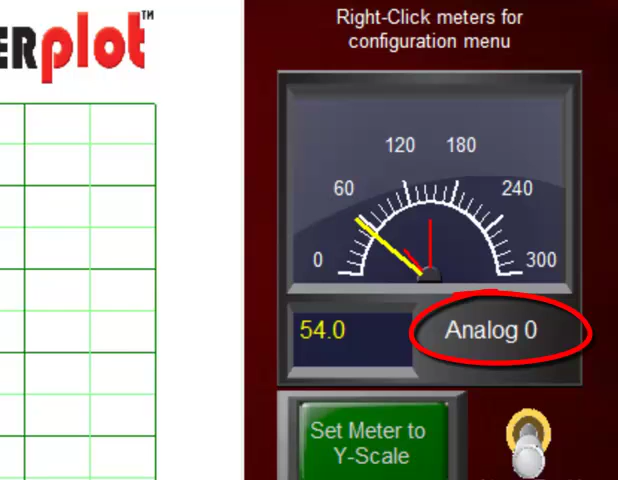 ERplot™
Right-Click meters for
configuration menu
120 180
60 240
0 300
54.0 Analog 0
Set Meter to
Y-Scale